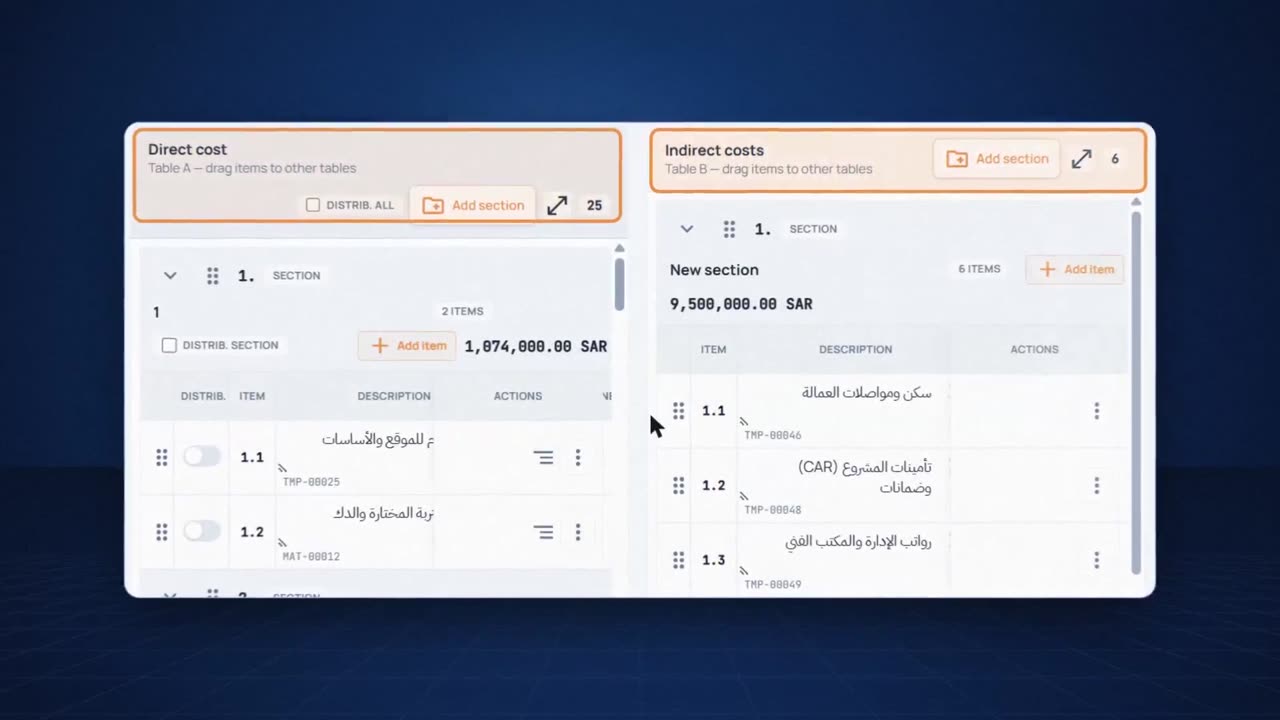 Direct cost
Table A — drag items to other tables
DISTRIB. ALL
Add section
25
1. SECTION
1
2 ITEMS
DISTRIB. SECTION
Add item
1,074,000.00 SAR
DISTRIB. ITEM DESCRIPTION ACTIONS
1.1
م للموقع والأساسات
TMP-00025
1.2
المختارة والدك
MAT-00012
SECTION
Indirect costs
Table B — drag items to other tables
Add section
6
1. SECTION
New section
6 ITEMS
Add item
9,500,000.00 SAR
ITEM DESCRIPTION ACTIONS
1.1
سكن ومواصلات العمالة
TMP-00046
1.2
تأمينات المشروع (CAR)
وضمانات
TMP-00048
1.3
رواتب الإدارة والمكتب الفني
TMP-00049